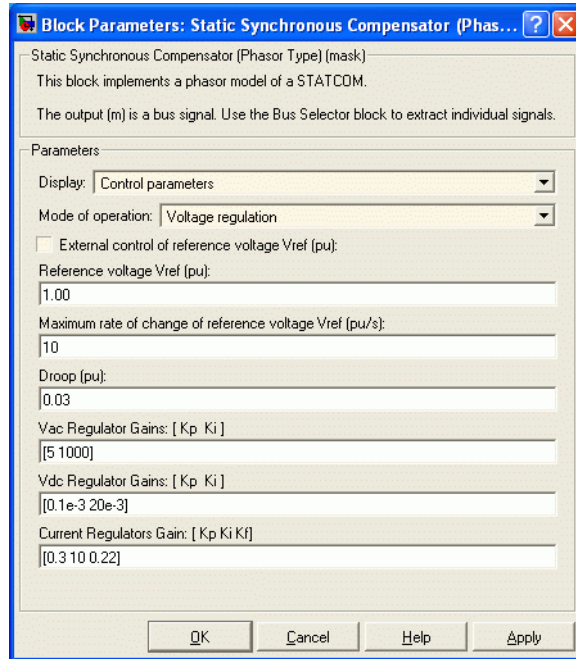 Block Parameters: Static Synchronous Compensator (Phas...
Static Synchronous Compensator (Phasor Type) (mask)
This block implements a phasor model of a STATCOM.
The output (m) is a bus signal. Use the Bus Selector block to extract individual signals.
Parameters
Display: Control parameters
Mode of operation: Voltage regulation
External control of reference voltage Vref (pu):
Reference voltage Vref (pu):
1.00
Maximum rate of change of reference voltage Vref (pu/s):
10
Droop (pu):
0.03
Vac Regulator Gains: [ Kp Ki ]
[5 1000]
Vdc Regulator Gains: [ Kp Ki ]
[0.1e-3 20e-3]
Current Regulators Gain: [ Kp Ki Kf]
[0.3 10 0.22]
OK Cancel Help Apply